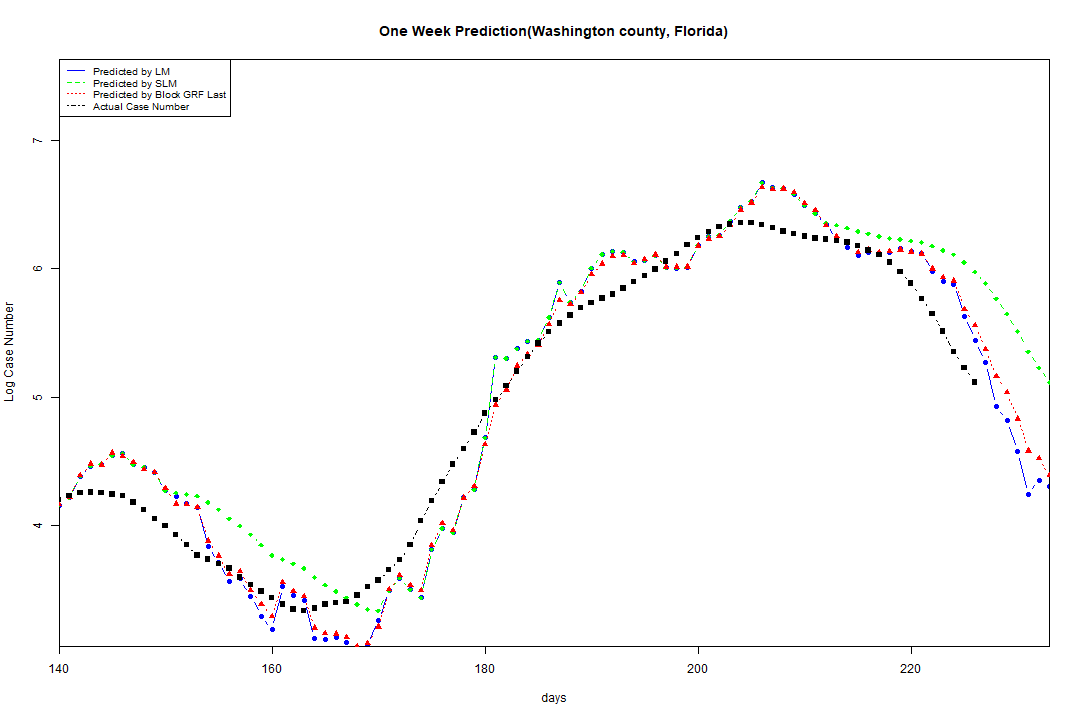 One Week Prediction(Washington county, Florida)
Predicted by LM
Predicted by SLM
Predicted by Block GRF Last
Actual Case Number
7
6
5
4
Log Case Number
140 160 180 200 220
days